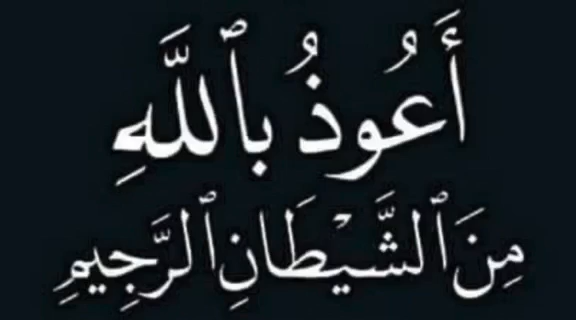 أَعُوذُ بِٱللَّهِ
مِنَ ٱلشَّيْطَانِ ٱلرَّجِيمِ